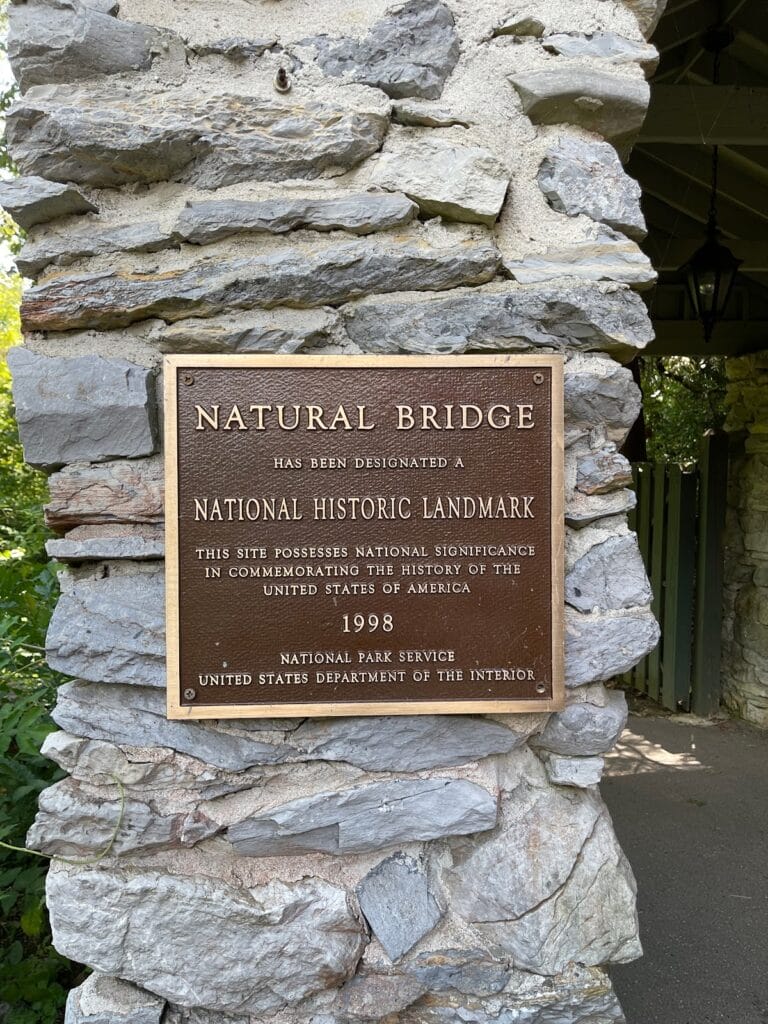 NATURAL BRIDGE
HAS BEEN DESIGNATED A
NATIONAL HISTORIC LANDMARK
THIS SITE POSSESSES NATIONAL SIGNIFICANCE
IN COMMEMORATING THE HISTORY OF THE
UNITED STATES OF AMERICA
1998
NATIONAL PARK SERVICE
UNITED STATES DEPARTMENT OF THE INTERIOR